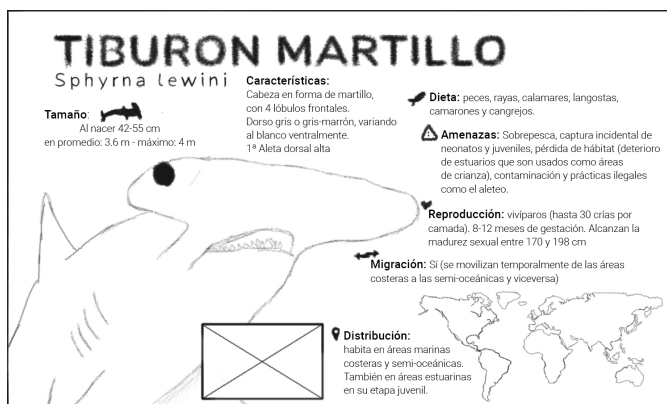 TIBURON MARTILLO
Sphyrna lewini
Tamaño:
Al nacer 42-55 cm
en promedio: 3.6 m - máximo: 4 m
Características:
Cabeza en forma de martillo,
con 4 lóbulos frontales.
Dorso gris o gris-marrón, variando
al blanco ventralmente.
1ª Aleta dorsal alta
Dieta: peces, rayas, calamares, langostas,
camarones y cangrejos.
Amenazas: Sobrepesca, captura incidental de
neonatos y juveniles, pérdida de hábitat (deterioro
de estuarios que son usados como áreas
de crianza), contaminación y prácticas ilegales
como el aleteo.
Reproducción: vivíparos (hasta 30 crías por
camada). 8-12 meses de gestación. Alcanzan la
madurez sexual entre 170 y 198 cm
Migración: Sí (se movilizan temporalmente de las áreas
costeras a las semi-oceánicas y viceversa)
Distribución:
habita en áreas marinas
costeras y semi-oceánicas.
También en áreas estuarinas
en su etapa juvenil.